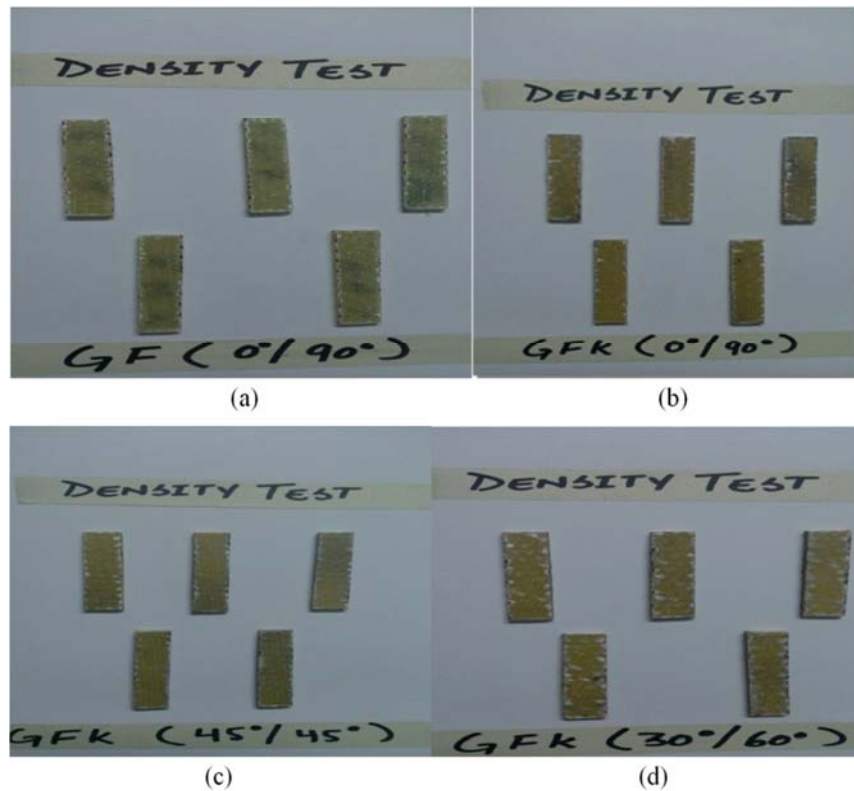 DENSITY TEST
GF (0°/90°)
(a)
DENSITY TEST
GFK (0°/90°)
(b)
DENSITY TEST
GFK (45°/45°)
(c)
DENSITY TEST
GFK (30°/60°)
(d)